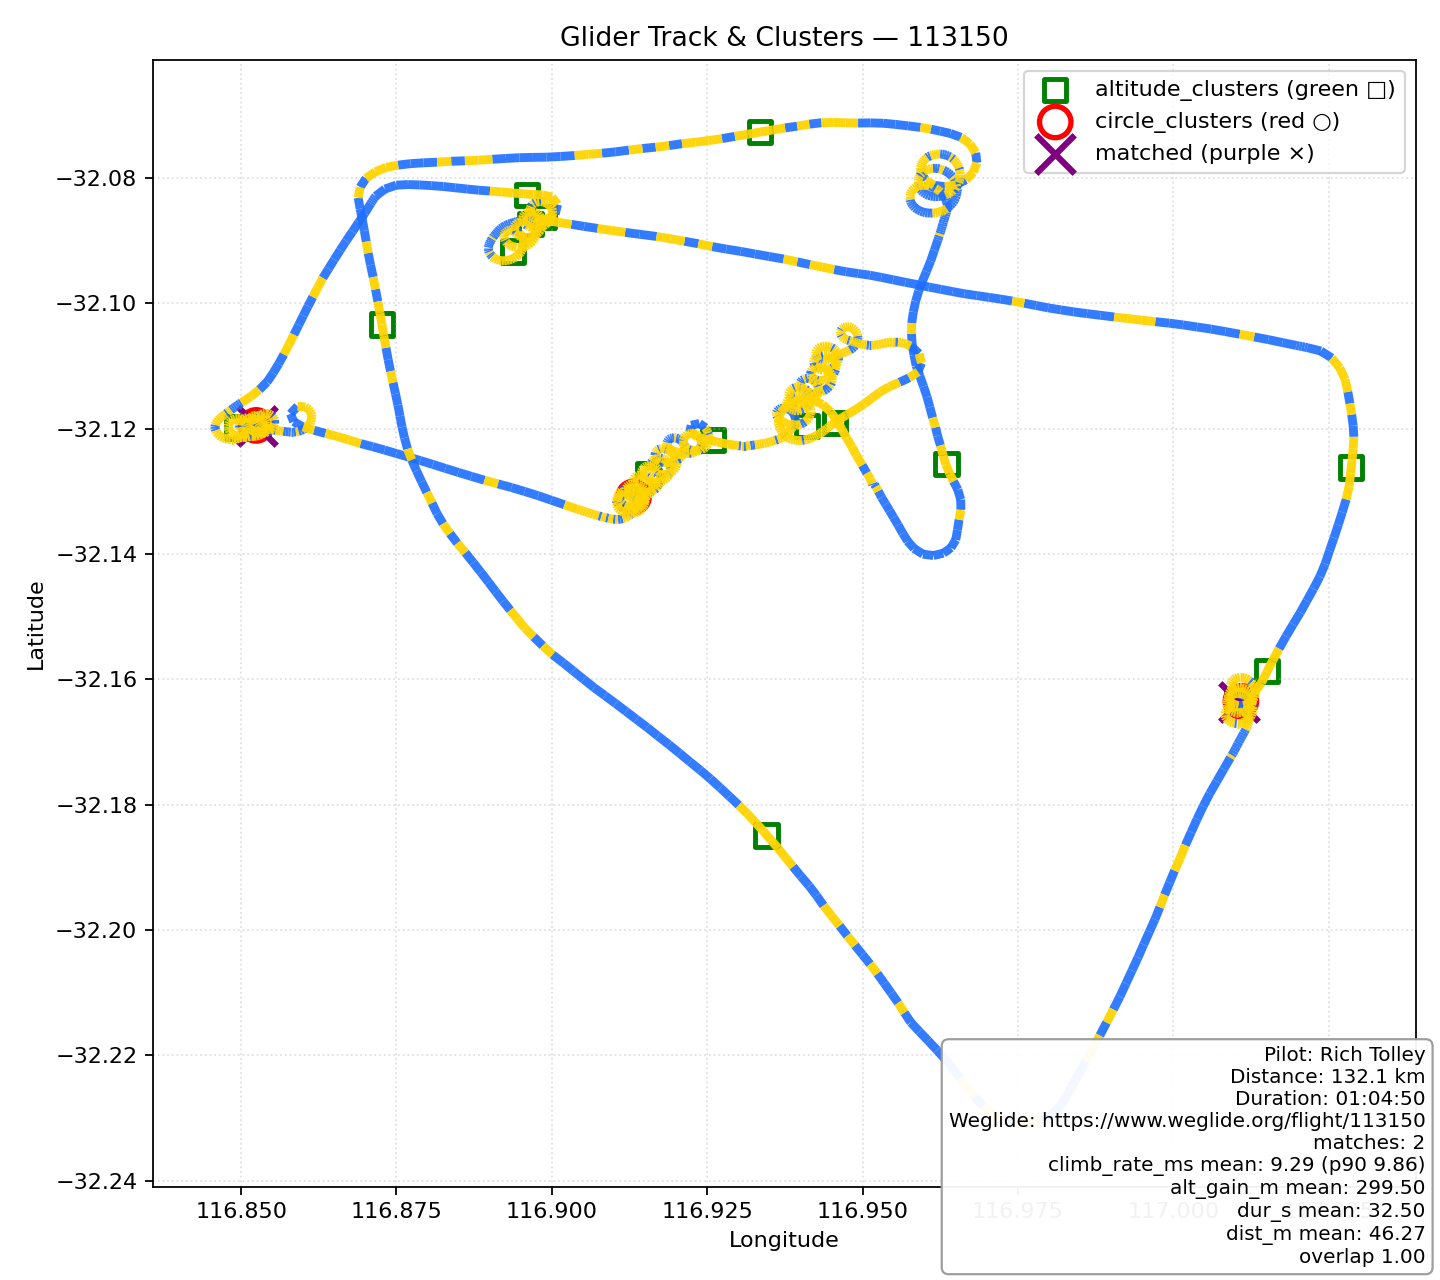 Glider Track & Clusters — 113150
altitude_clusters (green □)
circle_clusters (red ○)
matched (purple ×)
−32.08
−32.10
−32.12
−32.14
−32.16
−32.18
−32.20
−32.22
−32.24
Latitude
116.850 116.875 116.900 116.925 116.950 116.975 117.000
Longitude
Pilot: Rich Tolley
Distance: 132.1 km
Duration: 01:04:50
Weglide: https://www.weglide.org/flight/113150
matches: 2
climb_rate_ms mean: 9.29 (p90 9.86)
alt_gain_m mean: 299.50
dur_s mean: 32.50
dist_m mean: 46.27
overlap 1.00